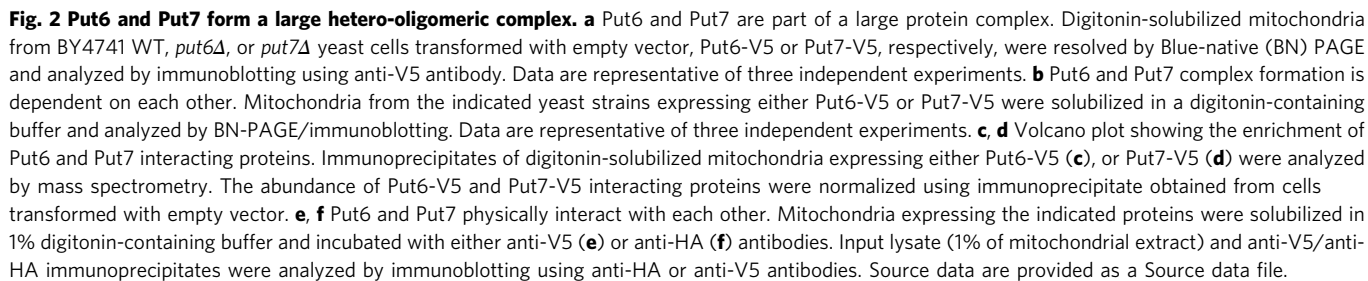 Fig. 2 Put6 and Put7 form a large hetero-oligomeric complex. a Put6 and Put7 are part of a large protein complex. Digitonin-solubilized mitochondria
from BY4741 WT, put6Δ, or put7Δ yeast cells transformed with empty vector, Put6-V5 or Put7-V5, respectively, were resolved by Blue-native (BN) PAGE
and analyzed by immunoblotting using anti-V5 antibody. Data are representative of three independent experiments. b Put6 and Put7 complex formation is
dependent on each other. Mitochondria from the indicated yeast strains expressing either Put6-V5 or Put7-V5 were solubilized in a digitonin-containing
buffer and analyzed by BN-PAGE/immunoblotting. Data are representative of three independent experiments. c, d Volcano plot showing the enrichment of
Put6 and Put7 interacting proteins. Immunoprecipitates of digitonin-solubilized mitochondria expressing either Put6-V5 (c), or Put7-V5 (d) were analyzed
by mass spectrometry. The abundance of Put6-V5 and Put7-V5 interacting proteins were normalized using immunoprecipitate obtained from cells
transformed with empty vector. e, f Put6 and Put7 physically interact with each other. Mitochondria expressing the indicated proteins were solubilized in
1% digitonin-containing buffer and incubated with either anti-V5 (e) or anti-HA (f) antibodies. Input lysate (1% of mitochondrial extract) and anti-V5/anti-
HA immunoprecipitates were analyzed by immunoblotting using anti-HA or anti-V5 antibodies. Source data are provided as a Source data file.